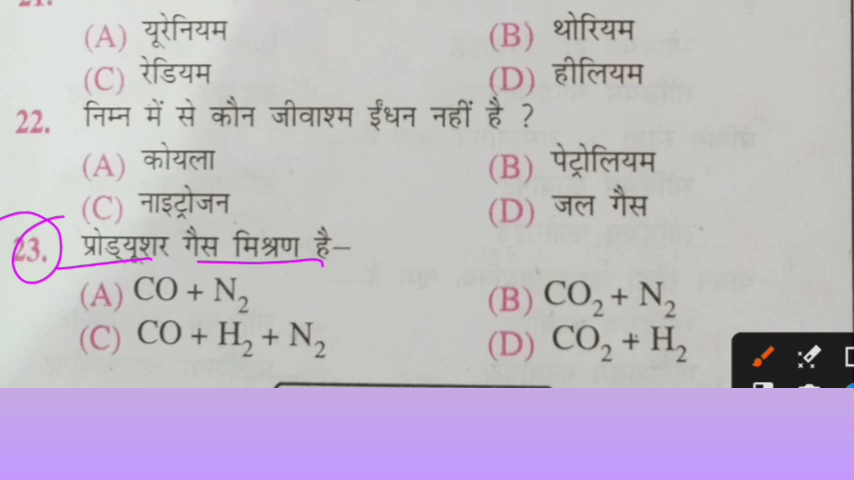 (A) यूरेनियम (B) थोरियम
(C) रेडियम (D) हीलियम
22. निम्न में से कौन जीवाश्म ईंधन नहीं है ?
(A) कोयला (B) पेट्रोलियम
(C) नाइट्रोजन (D) जल गैस
23. प्रोड्यूशर गैस मिश्रण है–
(A) CO + N₂ (B) CO₂ + N₂
(C) CO + H₂ + N₂ (D) CO₂ + H₂